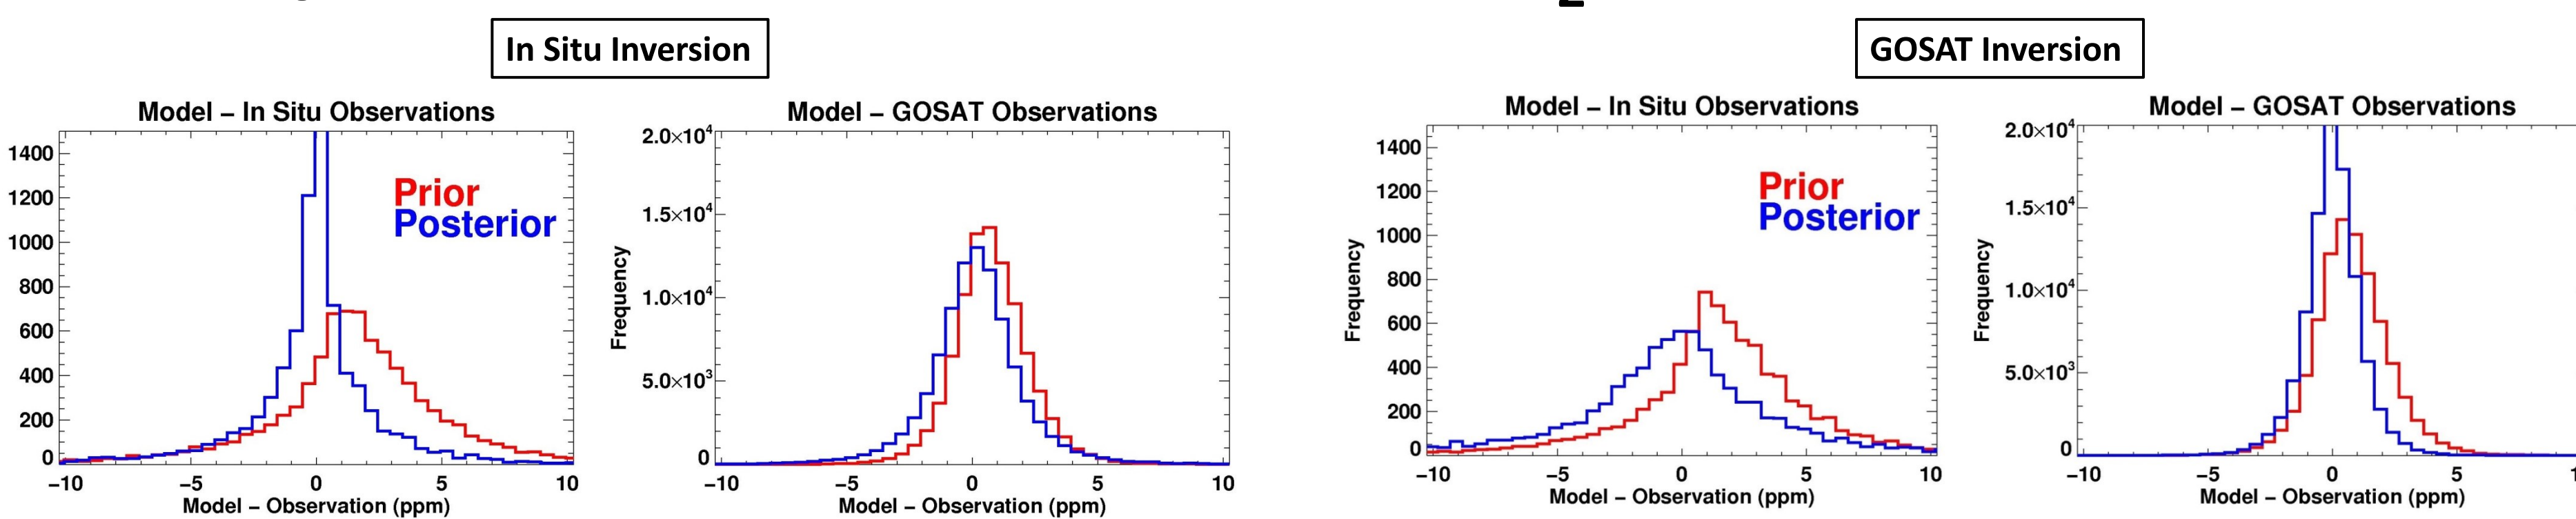 In Situ Inversion
GOSAT Inversion
Model – In Situ Observations
1400
1200
1000
800
600
400
200
0
Prior
Posterior
−10 −5 0 5 10
Model – Observation (ppm)
Model – GOSAT Observations
Frequency
2.0×10⁴
1.5×10⁴
1.0×10⁴
5.0×10³
0
−10 −5 0 5 10
Model – Observation (ppm)
Model – In Situ Observations
Frequency
1400
1200
1000
800
600
400
200
0
Prior
Posterior
−10 −5 0 5 10
Model – Observation (ppm)
Model – GOSAT Observations
Frequency
2.0×10⁴
1.5×10⁴
1.0×10⁴
5.0×10³
0
−10 −5 0 5
Model – Observation (ppm)